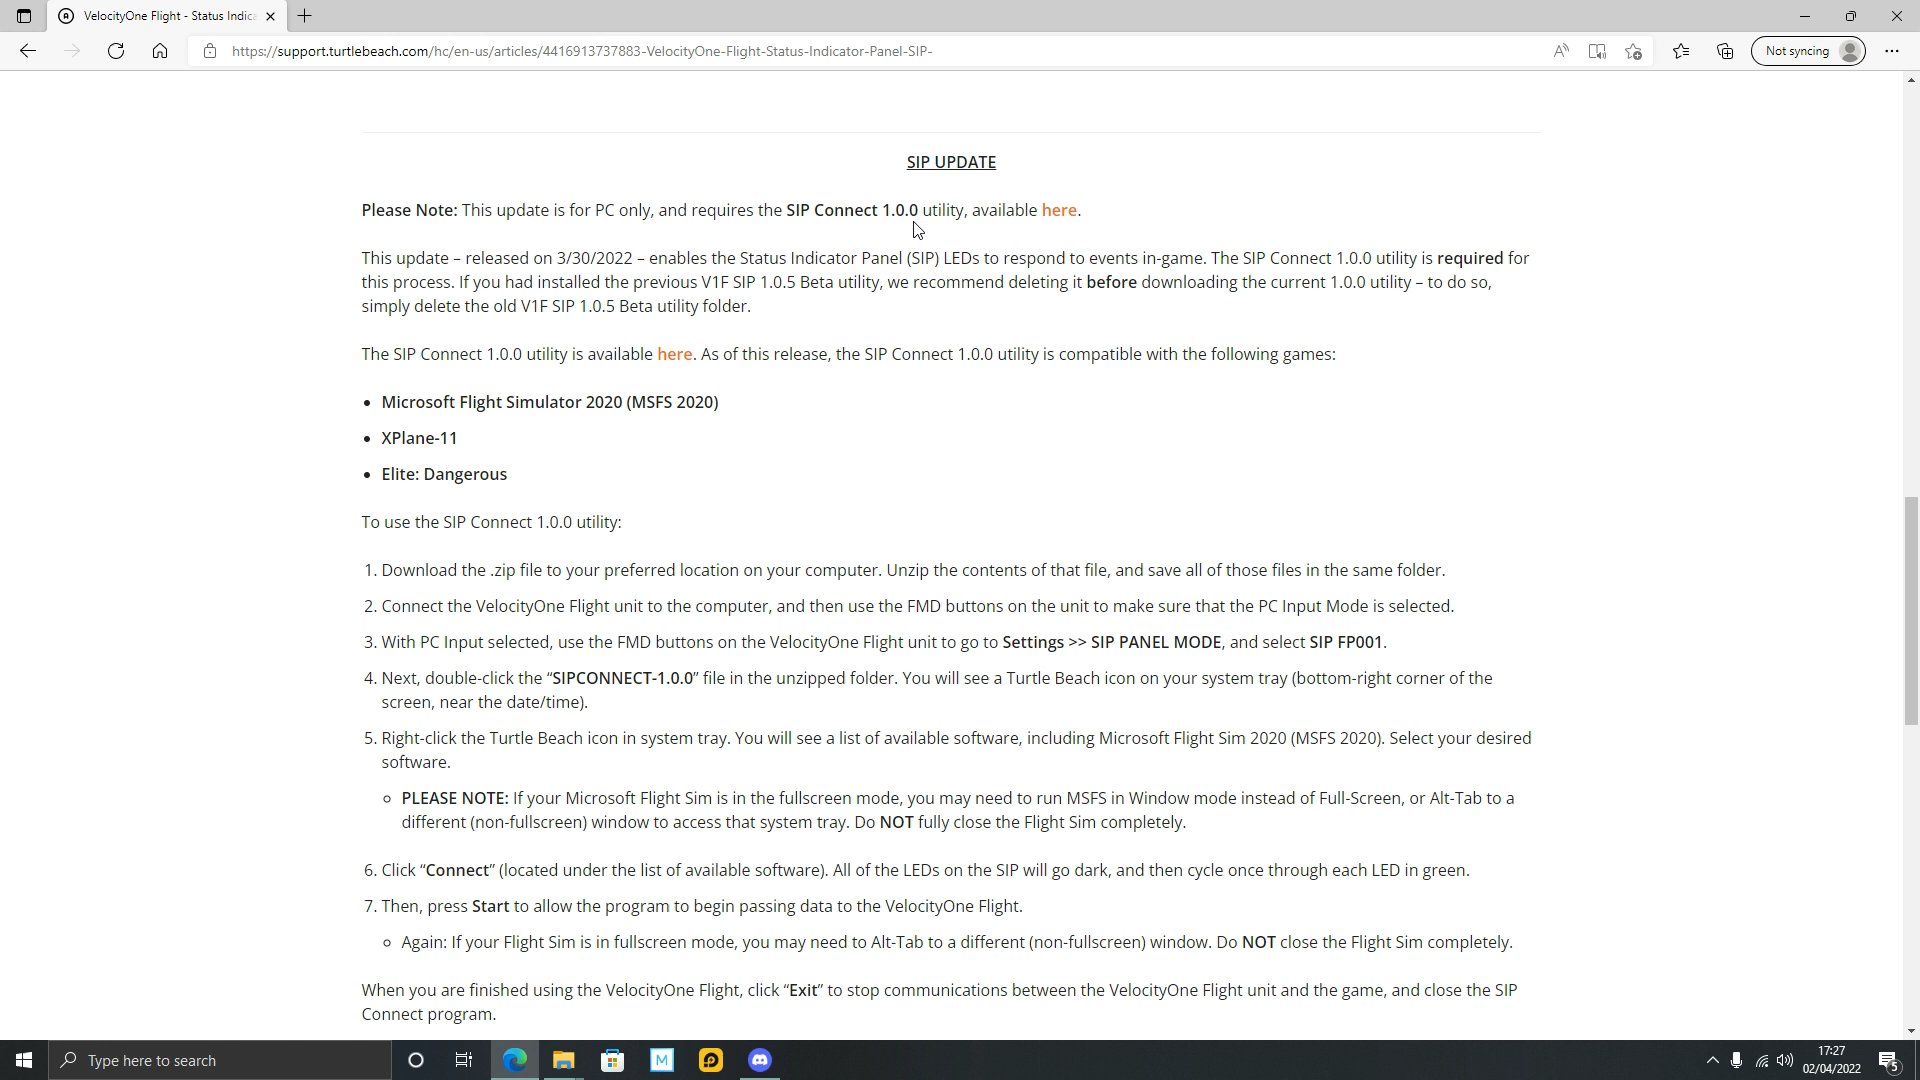 VelocityOne Flight - Status Indica
https://support.turtlebeach.com/hc/en-us/articles/4416913737883-VelocityOne-Flight-Status-Indicator-Panel-SIP-
Not syncing
SIP UPDATE
Please Note: This update is for PC only, and requires the SIP Connect 1.0.0 utility, available here.
This update – released on 3/30/2022 – enables the Status Indicator Panel (SIP) LEDs to respond to events in-game. The SIP Connect 1.0.0 utility is required for
this process. If you had installed the previous V1F SIP 1.0.5 Beta utility, we recommend deleting it before downloading the current 1.0.0 utility – to do so,
simply delete the old V1F SIP 1.0.5 Beta utility folder.
The SIP Connect 1.0.0 utility is available here. As of this release, the SIP Connect 1.0.0 utility is compatible with the following games:
• Microsoft Flight Simulator 2020 (MSFS 2020)
• XPlane-11
• Elite: Dangerous
To use the SIP Connect 1.0.0 utility:
1. Download the .zip file to your preferred location on your computer. Unzip the contents of that file, and save all of those files in the same folder.
2. Connect the VelocityOne Flight unit to the computer, and then use the FMD buttons on the unit to make sure that the PC Input Mode is selected.
3. With PC Input selected, use the FMD buttons on the VelocityOne Flight unit to go to Settings >> SIP PANEL MODE, and select SIP FP001.
4. Next, double-click the “SIPCONNECT-1.0.0” file in the unzipped folder. You will see a Turtle Beach icon on your system tray (bottom-right corner of the
screen, near the date/time).
5. Right-click the Turtle Beach icon in system tray. You will see a list of available software, including Microsoft Flight Sim 2020 (MSFS 2020). Select your desired
software.
○ PLEASE NOTE: If your Microsoft Flight Sim is in the fullscreen mode, you may need to run MSFS in Window mode instead of Full-Screen, or Alt-Tab to a
different (non-fullscreen) window to access that system tray. Do NOT fully close the Flight Sim completely.
6. Click “Connect” (located under the list of available software). All of the LEDs on the SIP will go dark, and then cycle once through each LED in green.
7. Then, press Start to allow the program to begin passing data to the VelocityOne Flight.
○ Again: If your Flight Sim is in fullscreen mode, you may need to Alt-Tab to a different (non-fullscreen) window. Do NOT close the Flight Sim completely.
When you are finished using the VelocityOne Flight, click “Exit” to stop communications between the VelocityOne Flight unit and the game, and close the SIP
Connect program.
Type here to search
M
17:27
02/04/2022
5